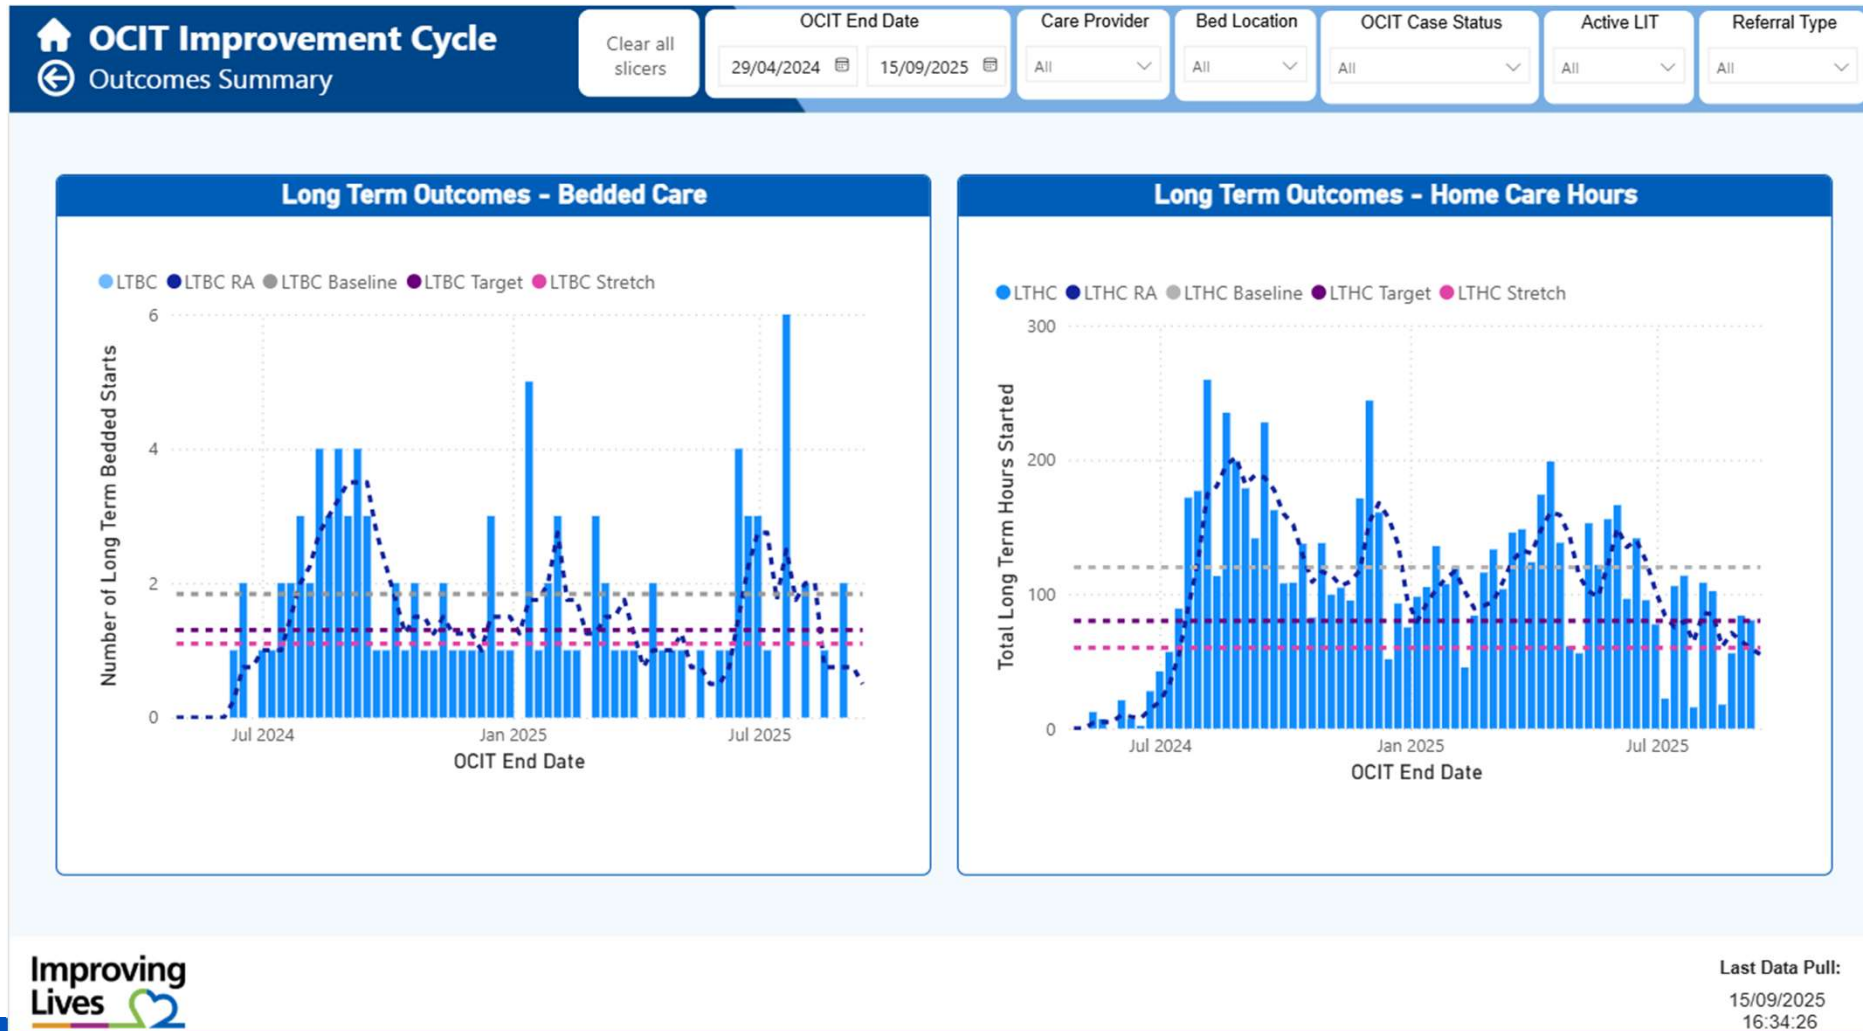 OCIT Improvement Cycle
Outcomes Summary
Clear all
slicers
OCIT End Date
29/04/2024
15/09/2025
Care Provider
All
Bed Location
All
OCIT Case Status
All
Active LIT
All
Referral Type
All
Long Term Outcomes - Bedded Care
LTBC LTBC RA LTBC Baseline LTBC Target LTBC Stretch
Number of Long Term Bedded Starts
6
4
2
0
Jul 2024
Jan 2025
Jul 2025
OCIT End Date
Long Term Outcomes - Home Care Hours
LTHC LTHC RA LTHC Baseline LTHC Target LTHC Stretch
Total Long Term Hours Started
300
200
100
0
Jul 2024
Jan 2025
Jul 2025
OCIT End Date
Improving
Lives
Last Data Pull:
15/09/2025
16:34:26